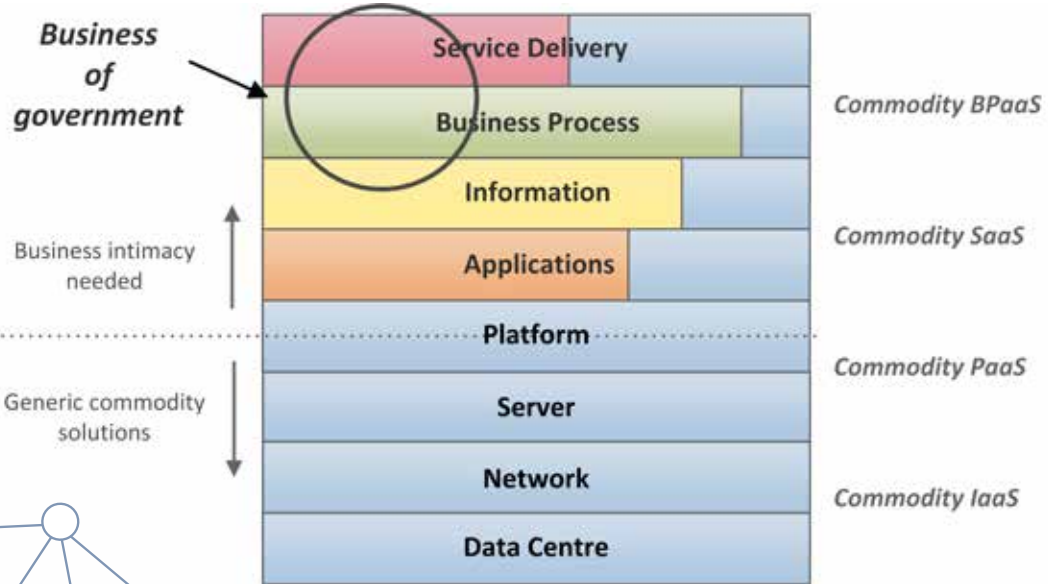 Business
of
government
Business intimacy
needed
Generic commodity
solutions
Service Delivery
Business Process
Information
Applications
Platform
Server
Network
Data Centre
Commodity BPaaS
Commodity SaaS
Commodity PaaS
Commodity IaaS